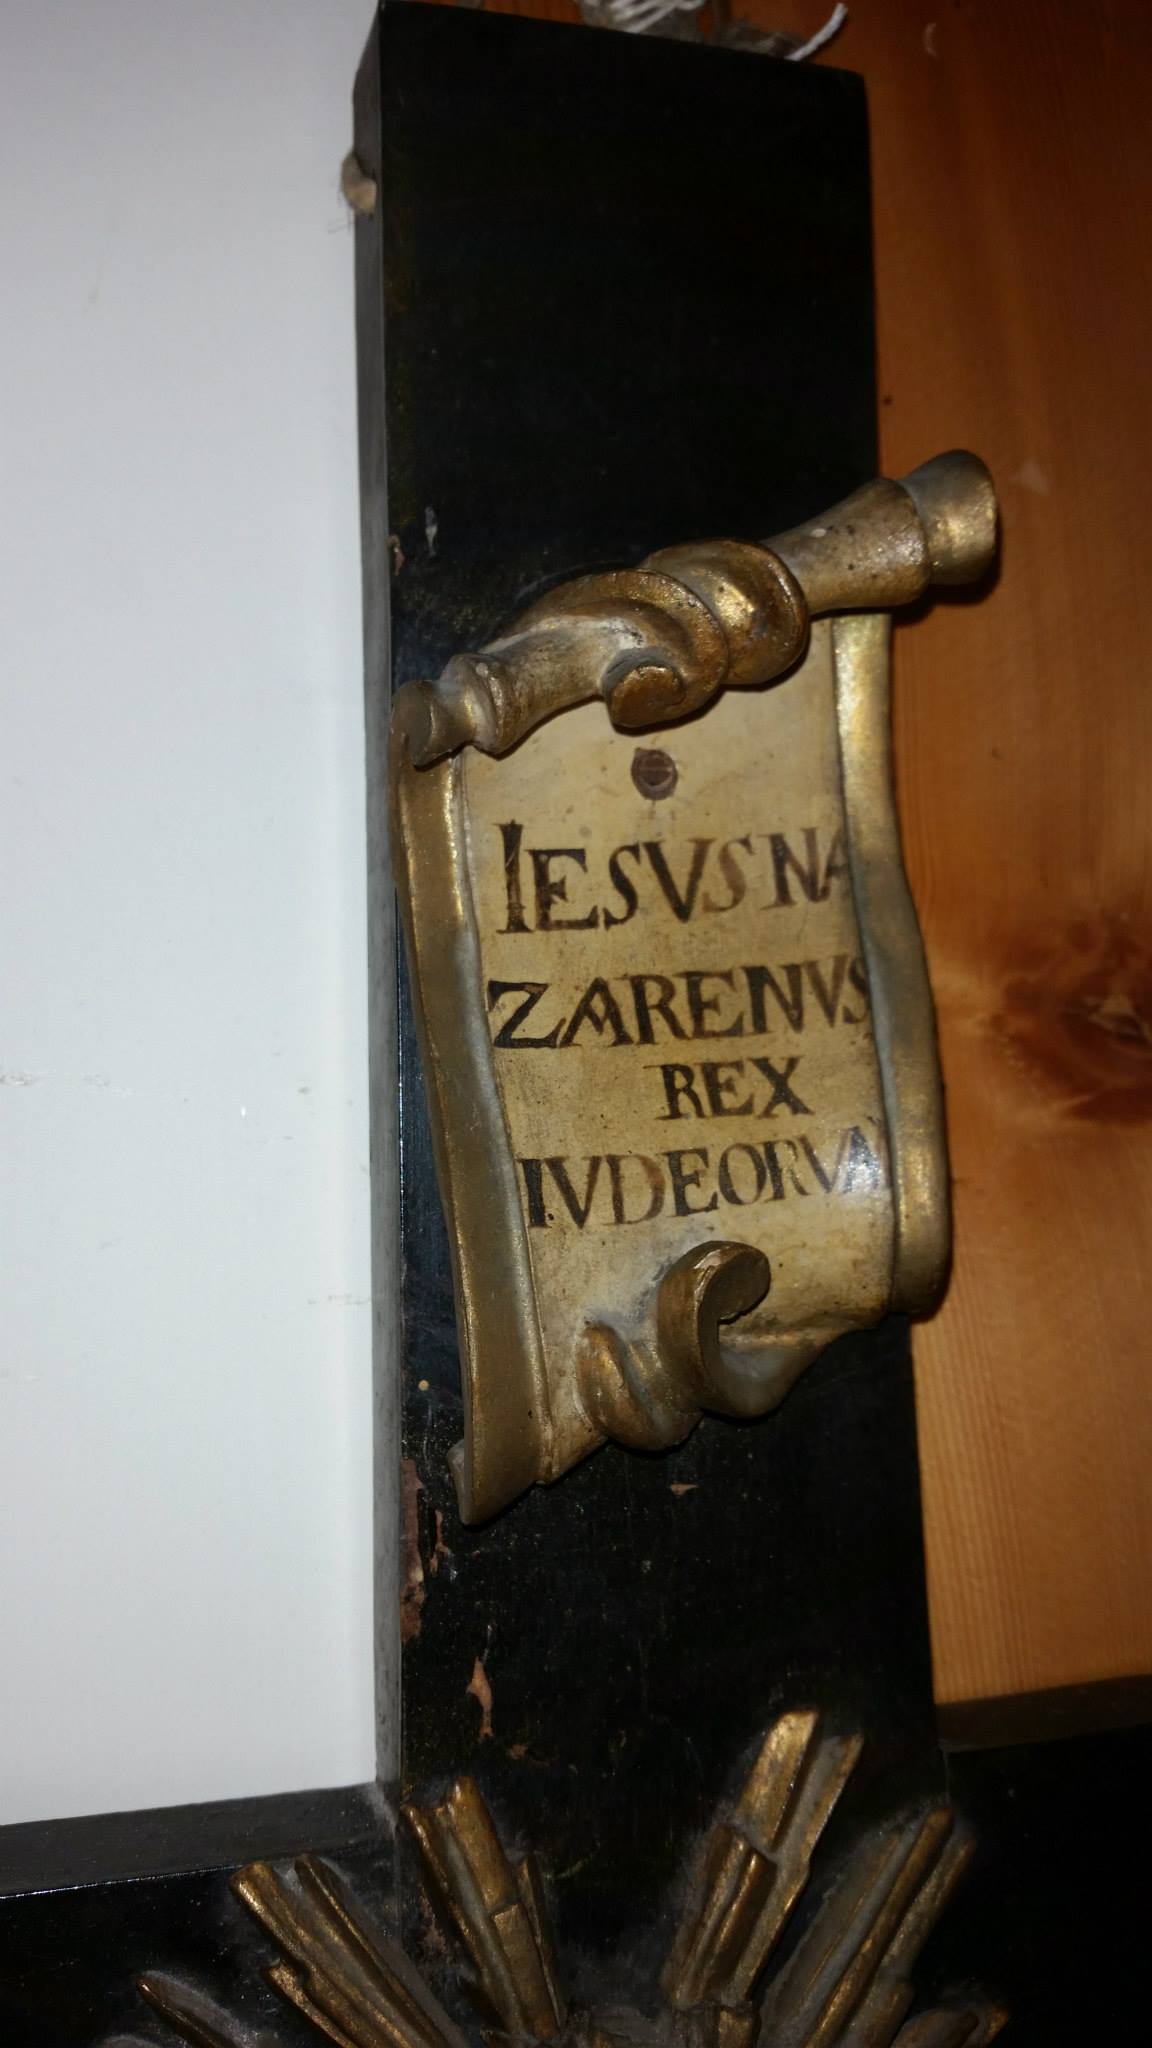 IESVS NA
ZARENVS
REX
IVDEORVM